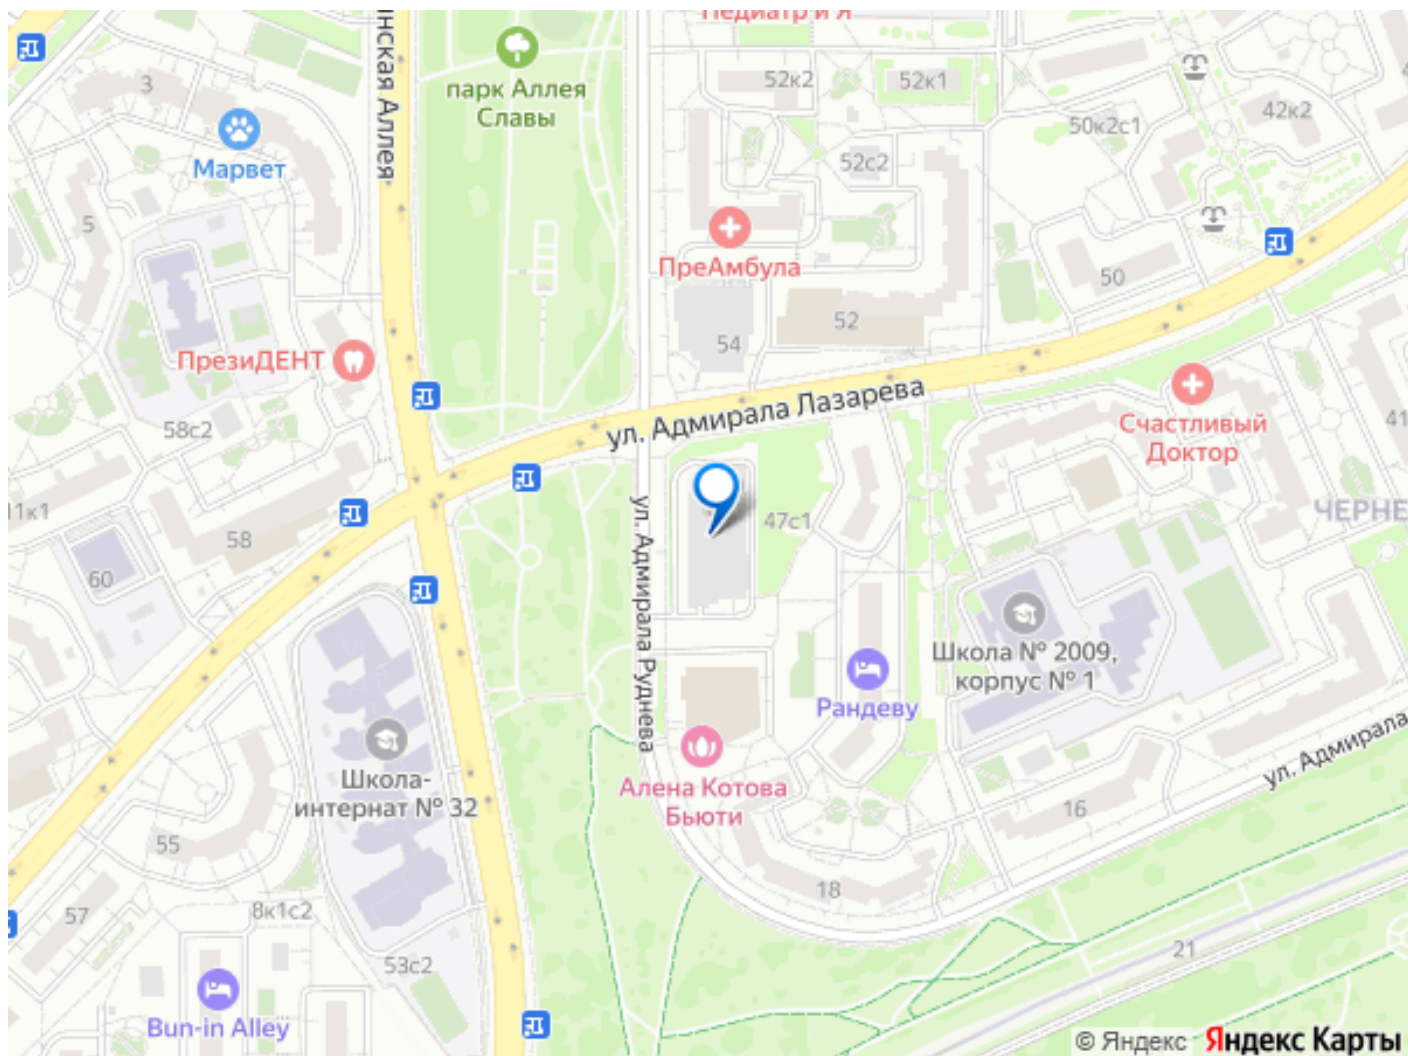 Педиатр и Я
нская Аллея
парк Аллея
Славы
52к2
52к1
3
Марвет
50к2с1
42к2
52с2
5
ПреАмбула
50
52
54
ПрезиДЕНТ
ул. Адмирала Лазарева
58с2
Счастливый
Доктор
41
11к1
58
47с1
ЧЕРНЕ
ул. Адмирала Руднева
60
Школа № 2009,
корпус № 1
Рандеву
Школа-
интернат № 32
Алена Котова
Бьюти
ул. Адмирала
16
55
18
57
8к1с2
53с2
21
Bun-in Alley
© Яндекс Яндекс Карты